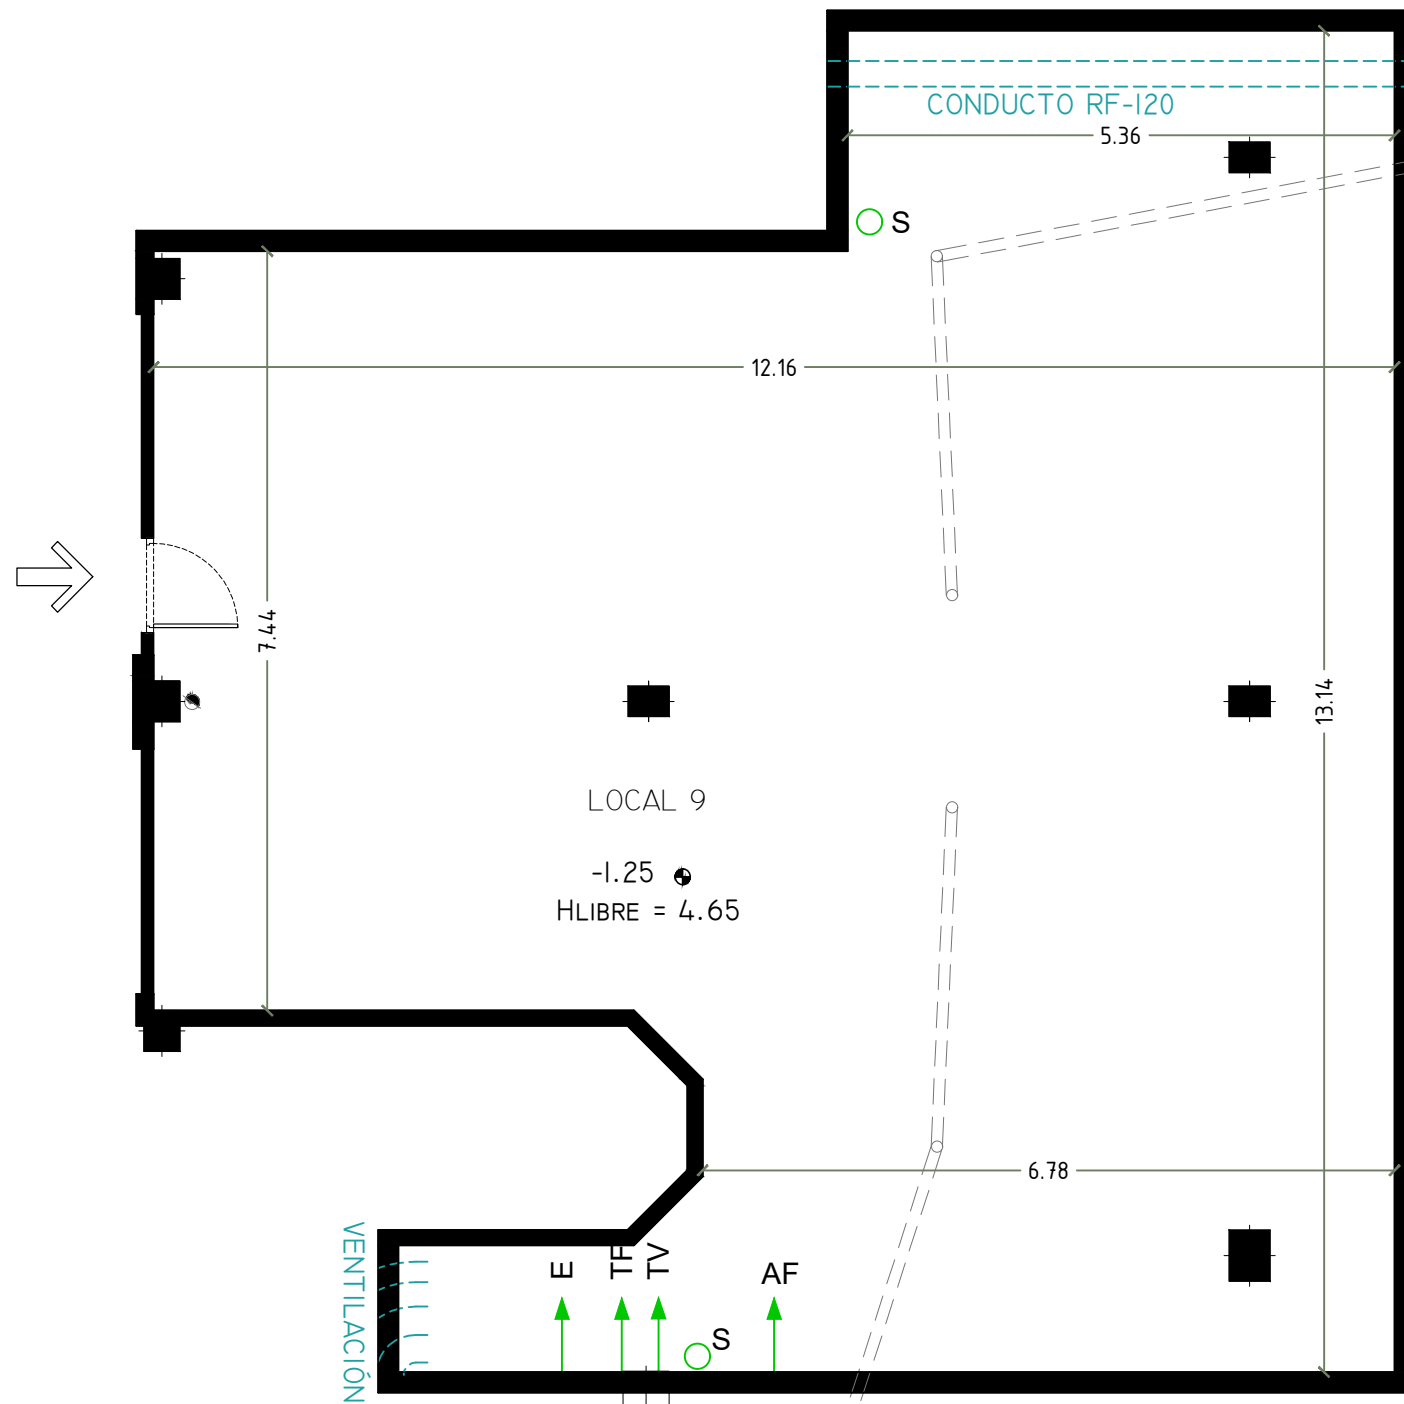 CONDUCTO RF-120
5.36
S
12.16
7.44
13.14
LOCAL 9
-1.25
HLIBRE = 4.65
6.78
VENTILACIÓN
E
TF
TV
AF
S